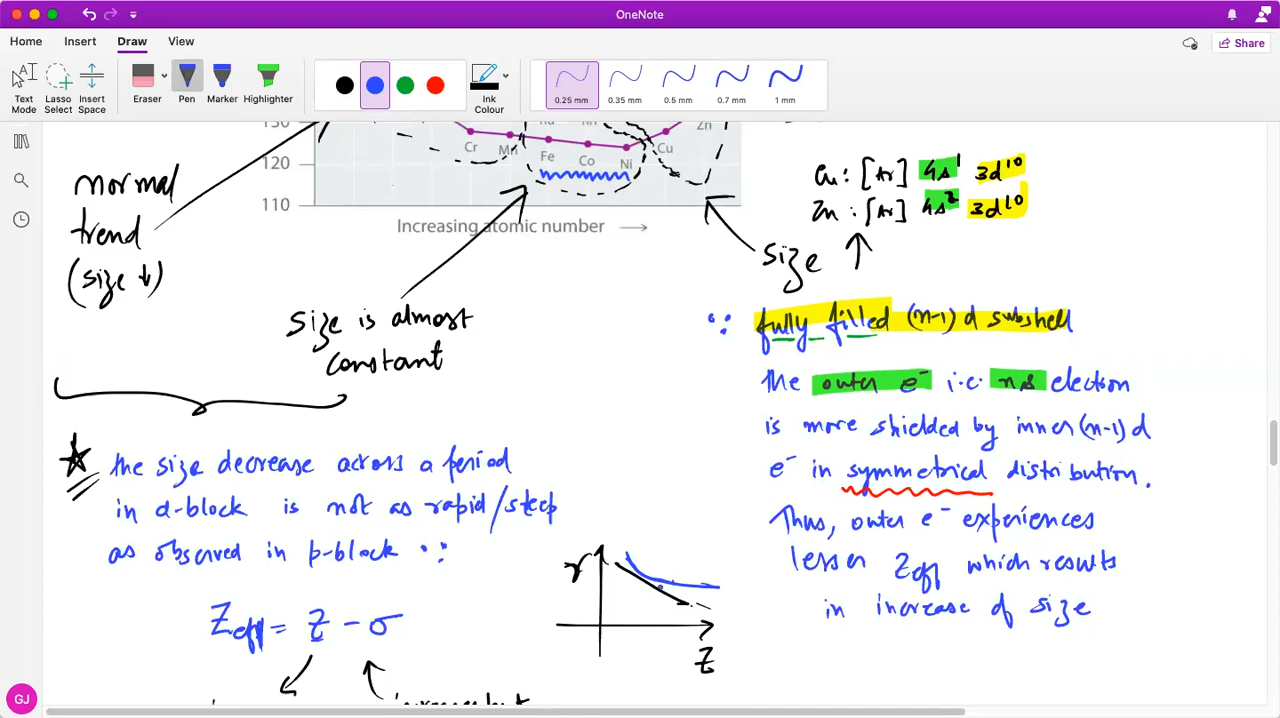 OneNote
Home Insert Draw View
Share
Text Mode
Lasso Select
Insert Space
Eraser
Pen
Marker
Highlighter
Ink Colour
0.25 mm
0.35 mm
0.5 mm
0.7 mm
1 mm
130
120
110
Cr Mn Fe Co Ni Cu Zn
Increasing atomic number →
normal
trend
(size ↓)
size is almost
constant
size ↑
Cu : [Ar] 4s¹ 3d¹⁰
Zn : [Ar] 4s² 3d¹⁰
∵ fully filled (n-1) d subshell
the outer e⁻ i.e. ns electron
is more shielded by inner (n-1) d
e⁻ in symmetrical distribution.
Thus, outer e⁻ experiences
lesser Zeff which results
in increase of size
★ the size decrease across a period
in d-block is not as rapid/steep
as observed in p-block ∵
Zeff = Z - σ
r
Z
GJ